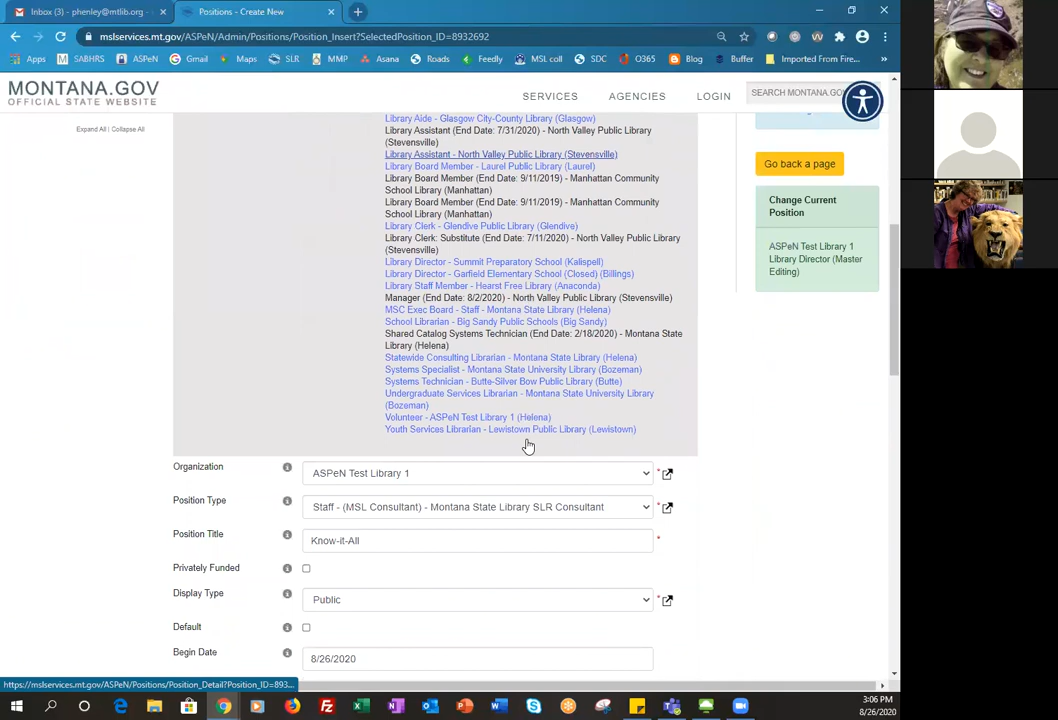 Inbox (3) - phenley@mtlib.org -
Positions - Create New
mslservices.mt.gov/ASPeN/Admin/Positions/Position_Insert?SelectedPosition_ID=8932692
Apps SABHRS ASPeN Gmail Maps SLR MMP Asana Roads Feedly MSL coll SDC O365 Blog Buffer Imported From Fire...
MONTANA.GOV
OFFICIAL STATE WEBSITE
SERVICES AGENCIES LOGIN SEARCH MONTANA.GO
Expand All | Collapse All
Library Aide - Glasgow City-County Library (Glasgow)
Library Assistant (End Date: 7/31/2020) - North Valley Public Library
(Stevensville)
Library Assistant - North Valley Public Library (Stevensville)
Library Board Member - Laurel Public Library (Laurel)
Library Board Member (End Date: 9/11/2019) - Manhattan Community
School Library (Manhattan)
Library Board Member (End Date: 9/11/2019) - Manhattan Community
School Library (Manhattan)
Library Clerk - Glendive Public Library (Glendive)
Library Clerk: Substitute (End Date: 7/11/2020) - North Valley Public Library
(Stevensville)
Library Director - Summit Preparatory School (Kalispell)
Library Director - Garfield Elementary School (Closed) (Billings)
Library Staff Member - Hearst Free Library (Anaconda)
Manager (End Date: 8/2/2020) - North Valley Public Library (Stevensville)
MSC Exec Board - Staff - Montana State Library (Helena)
School Librarian - Big Sandy Public Schools (Big Sandy)
Shared Catalog Systems Technician (End Date: 2/18/2020) - Montana State
Library (Helena)
Statewide Consulting Librarian - Montana State Library (Helena)
Systems Specialist - Montana State University Library (Bozeman)
Systems Technician - Butte-Silver Bow Public Library (Butte)
Undergraduate Services Librarian - Montana State University Library
(Bozeman)
Volunteer - ASPeN Test Library 1 (Helena)
Youth Services Librarian - Lewistown Public Library (Lewistown)
Go back a page
Change Current
Position
ASPeN Test Library 1
Library Director (Master
Editing)
Organization ASPeN Test Library 1 *
Position Type Staff - (MSL Consultant) - Montana State Library SLR Consultant *
Position Title Know-it-All *
Privately Funded
Display Type Public *
Default
Begin Date 8/26/2020
https://mslservices.mt.gov/ASPeN/Positions/Position_Detail?Position_ID=893...
3:06 PM
8/26/2020